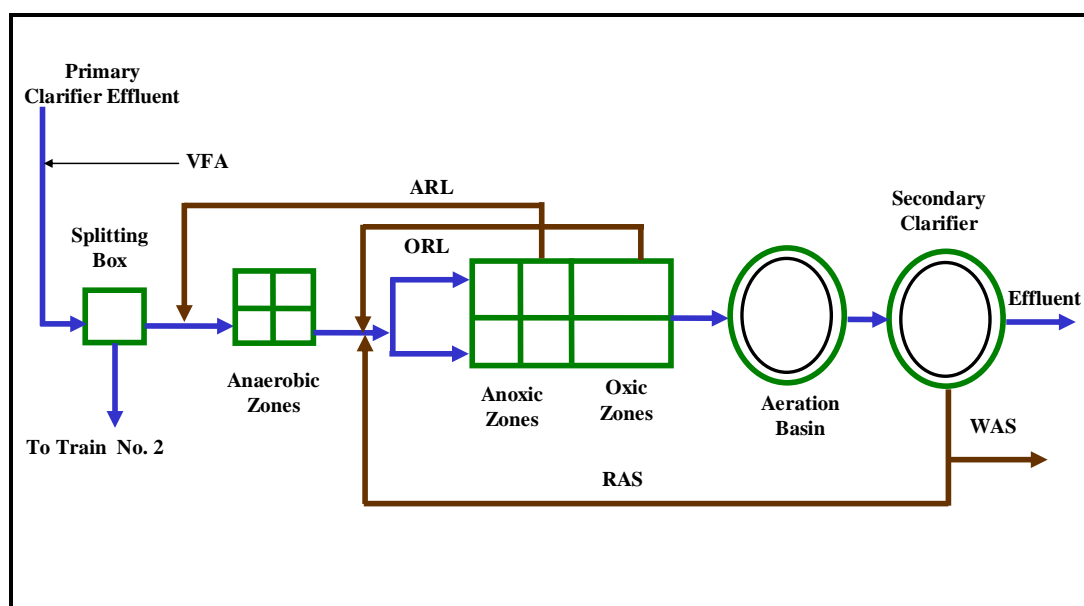 Primary
Clarifier Effluent
VFA
ARL
Secondary
Clarifier
Splitting
Box
ORL
Effluent
Anaerobic
Zones
Anoxic
Zones
Oxic
Zones
Aeration
Basin
WAS
To Train No. 2
RAS